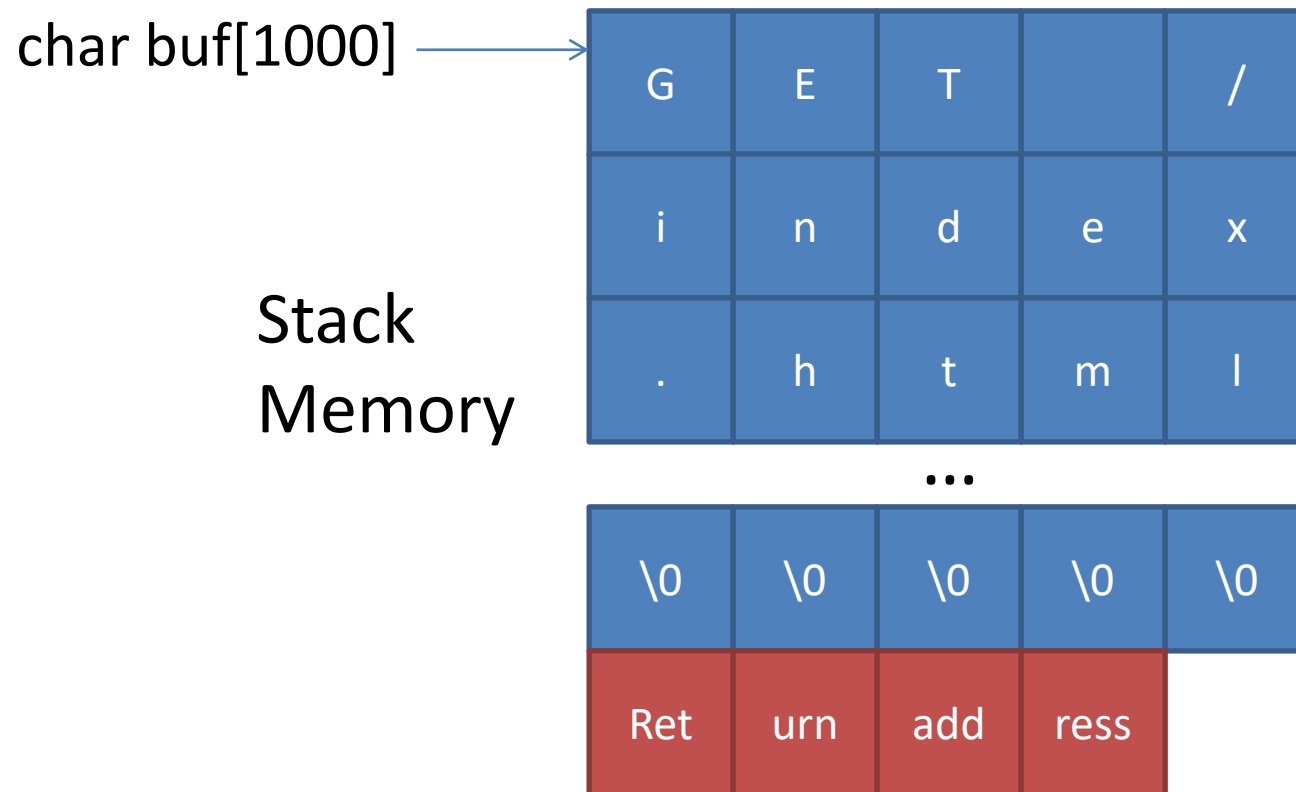 char buf[1000]
G E T /
i n d e x
Stack
Memory
. h t m l
...
\0 \0 \0 \0 \0
Ret urn add ress